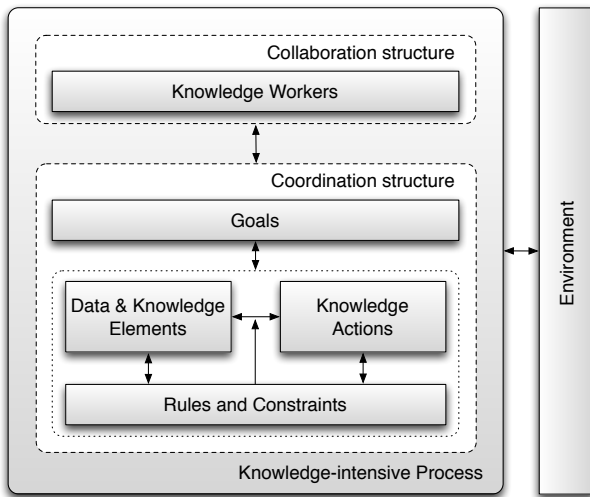 Collaboration structure
Knowledge Workers
Coordination structure
Goals
Data & Knowledge
Elements
Knowledge
Actions
Rules and Constraints
Knowledge-intensive Process
Environment